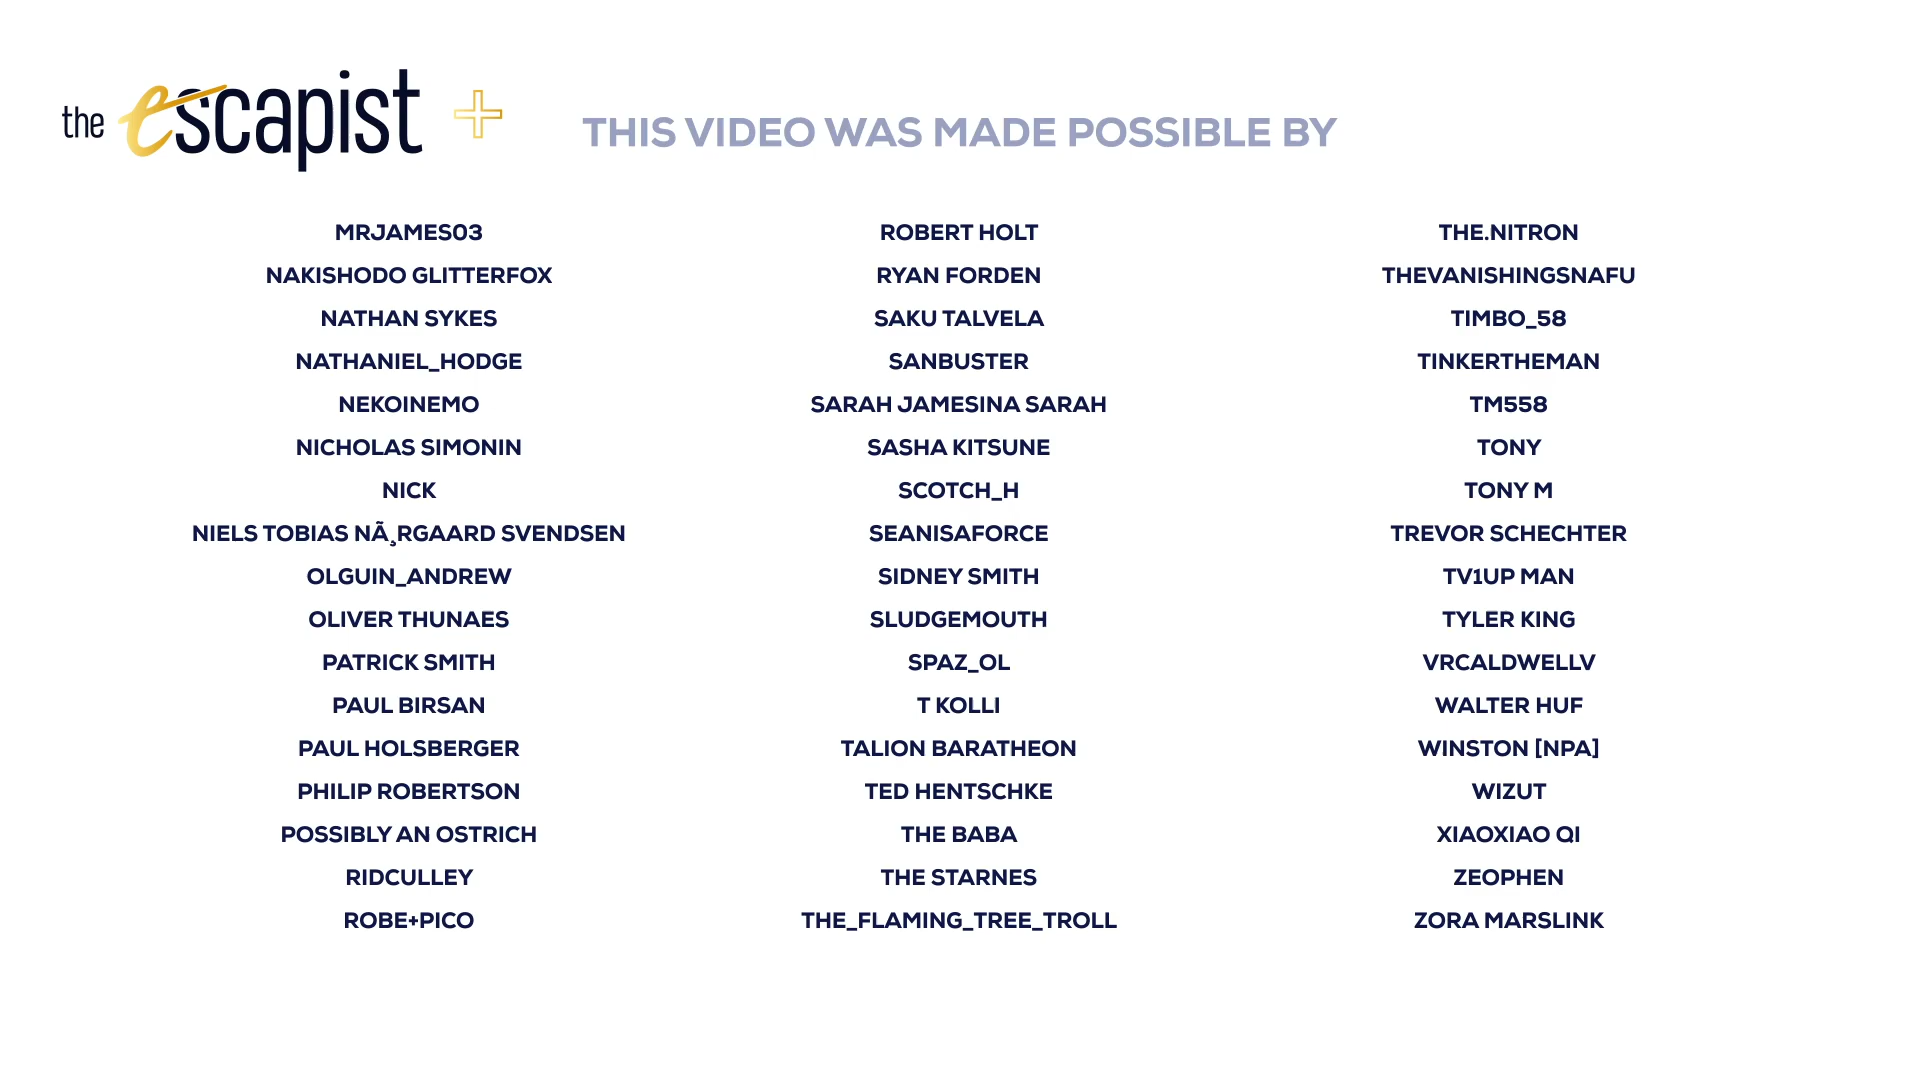 the escapist +
THIS VIDEO WAS MADE POSSIBLE BY
MRJAMES03
NAKISHODO GLITTERFOX
NATHAN SYKES
NATHANIEL_HODGE
NEKOINEMO
NICHOLAS SIMONIN
NICK
NIELS TOBIAS NÃ¸RGAARD SVENDSEN
OLGUIN_ANDREW
OLIVER THUNAES
PATRICK SMITH
PAUL BIRSAN
PAUL HOLSBERGER
PHILIP ROBERTSON
POSSIBLY AN OSTRICH
RIDCULLEY
ROBE+PICO
ROBERT HOLT
RYAN FORDEN
SAKU TALVELA
SANBUSTER
SARAH JAMESINA SARAH
SASHA KITSUNE
SCOTCH_H
SEANISAFORCE
SIDNEY SMITH
SLUDGEMOUTH
SPAZ_OL
T KOLLI
TALION BARATHEON
TED HENTSCHKE
THE BABA
THE STARNES
THE_FLAMING_TREE_TROLL
THE.NITRON
THEVANISHINGSNAFU
TIMBO_58
TINKERTHEMAN
TM558
TONY
TONY M
TREVOR SCHECHTER
TV1UP MAN
TYLER KING
VRCALDWELLV
WALTER HUF
WINSTON [NPA]
WIZUT
XIAOXIAO QI
ZEOPHEN
ZORA MARSLINK